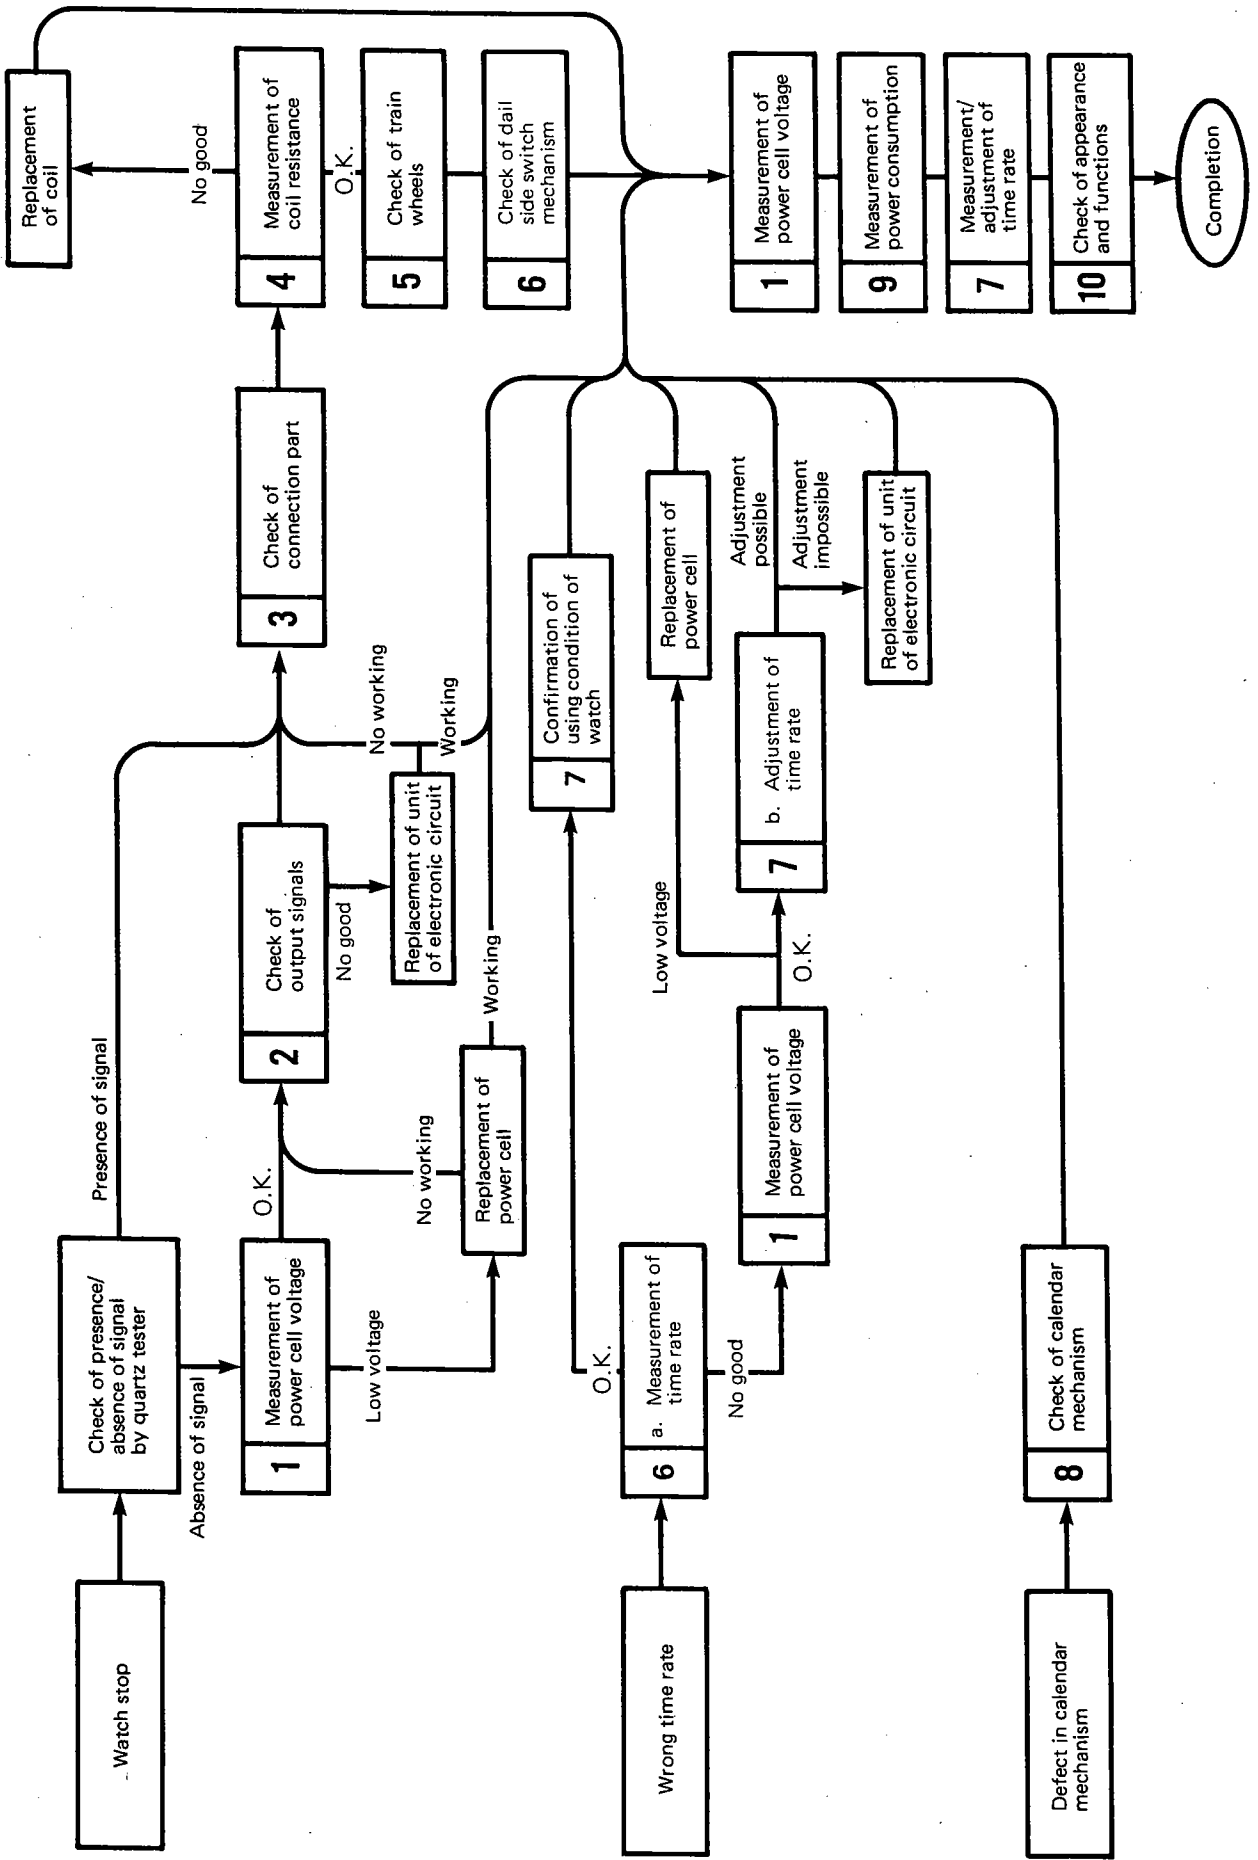 Watch stop
Check of presence/
absence of signal
by quartz tester
Presence of signal
Absence of signal
1
Measurement of
power cell voltage
O.K.
Low voltage
Replacement of
power cell
No working
Working
2
Check of
output signals
No good
Replacement of unit
of electronic circuit
No working
Working
3
Check of
connection part
4
Measurement of
coil resistance
No good
Replacement
of coil
O.K.
5
Check of train
wheels
6
Check of dail
side switch
mechanism
Wrong time rate
6
a. Measurement of
time rate
O.K.
7
Confirmation of
using condition of
watch
No good
1
Measurement of
power cell voltage
Low voltage
Replacement of
power cell
O.K.
7
b. Adjustment of
time rate
Adjustment
possible
Adjustment
impossible
Replacement of unit
of electronic circuit
Defect in calendar
mechanism
8
Check of calendar
mechanism
1
Measurement of
power cell voltage
9
Measurement of
power consumption
7
Measurement/
adjustment of
time rate
10
Check of appearance
and functions
Completion